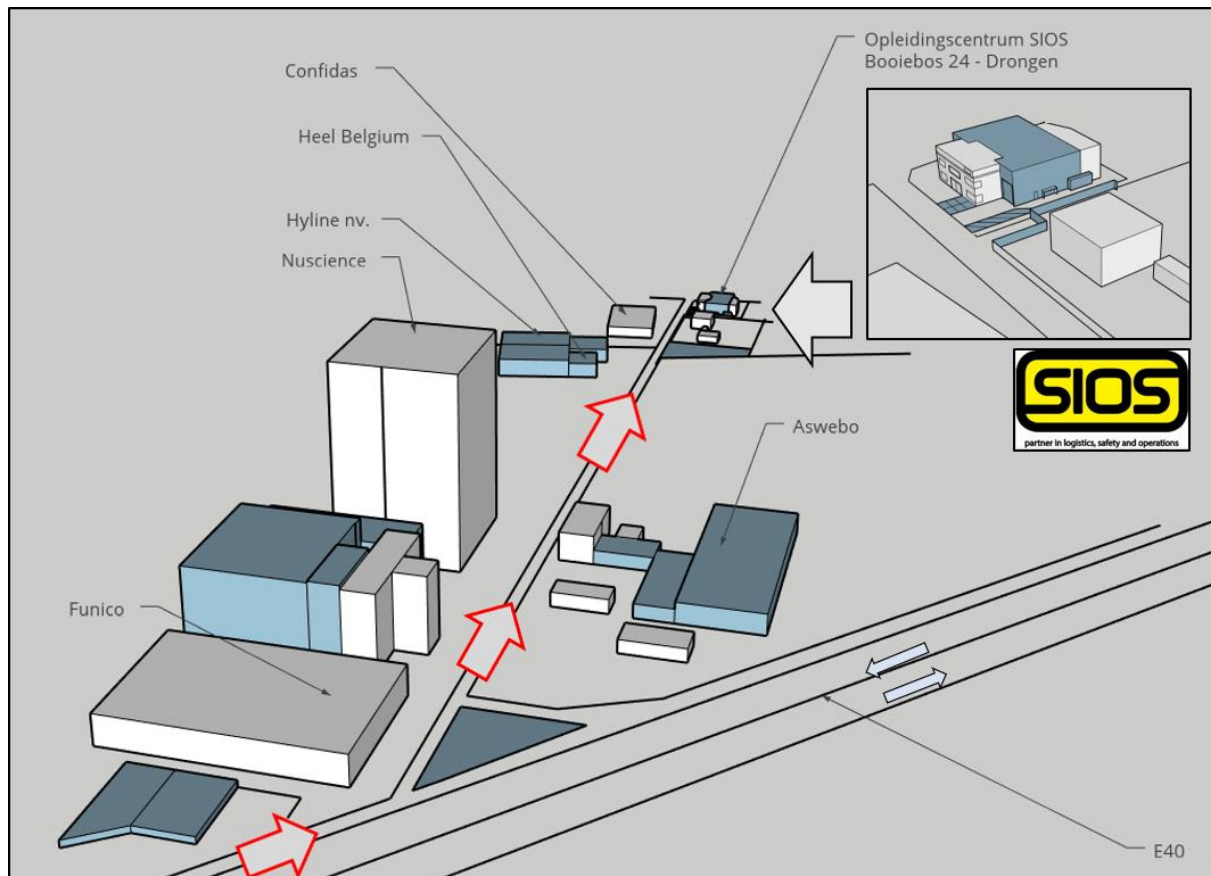 Opleidingscentrum SIOS
Booiebos 24 - Drongen
Confidas
Heel Belgium
Hyline nv.
Nuscience
SIOS
partner in logistics, safety and operations
Aswebo
Funico
E40